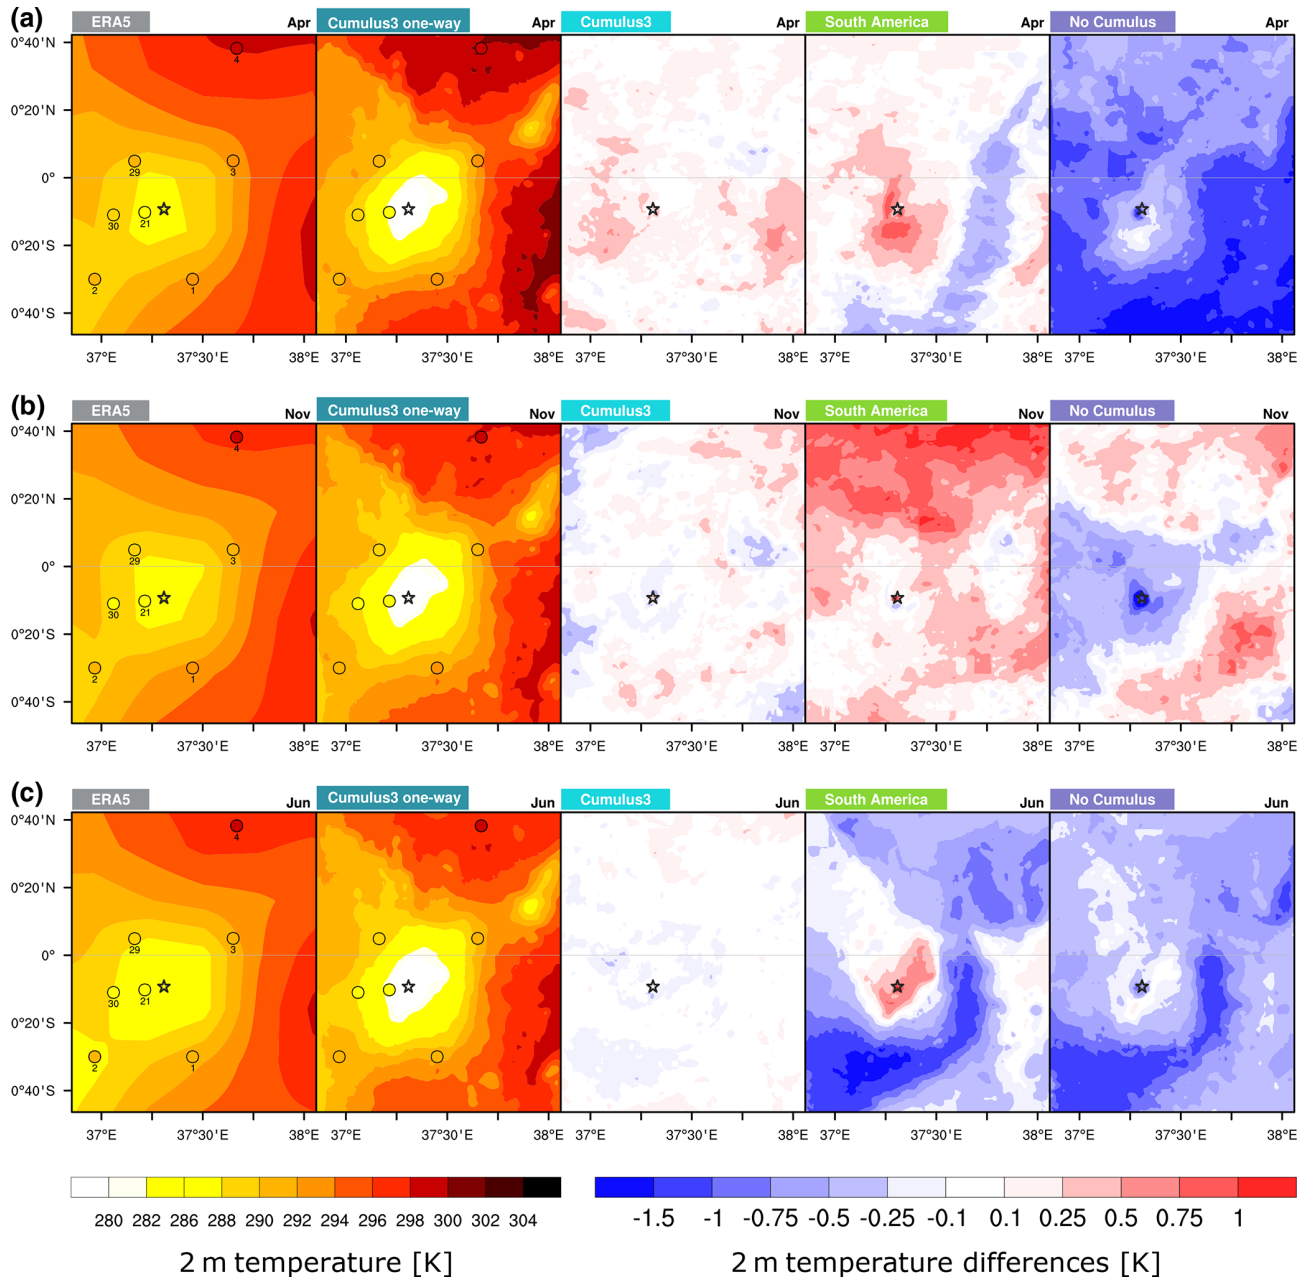 (a) ERA5 Apr Cumulus3 one-way Apr Cumulus3 Apr South America Apr No Cumulus Apr
0°40'N
4
0°20'N
29 3
0°
30 21
0°20'S
2 1
0°40'S
37°E 37°30'E 38°E 37°E 37°30'E 38°E 37°E 37°30'E 38°E 37°E 37°30'E 38°E 37°E 37°30'E 38°E
(b) ERA5 Nov Cumulus3 one-way Nov Cumulus3 Nov South America Nov No Cumulus Nov
0°40'N
4
0°20'N
29 3
0°
30 21
0°20'S
2 1
0°40'S
37°E 37°30'E 38°E 37°E 37°30'E 38°E 37°E 37°30'E 38°E 37°E 37°30'E 38°E 37°E 37°30'E 38°E
(c) ERA5 Jun Cumulus3 one-way Jun Cumulus3 Jun South America Jun No Cumulus Jun
0°40'N
4
0°20'N
29 3
0°
30 21
0°20'S
2 1
0°40'S
37°E 37°30'E 38°E 37°E 37°30'E 38°E 37°E 37°30'E 38°E 37°E 37°30'E 38°E 37°E 37°30'E 38°E
280 282 286 288 290 292 294 296 298 300 302 304 -1.5 -1 -0.75 -0.5 -0.25 -0.1 0.1 0.25 0.5 0.75 1
2 m temperature [K] 2 m temperature differences [K]